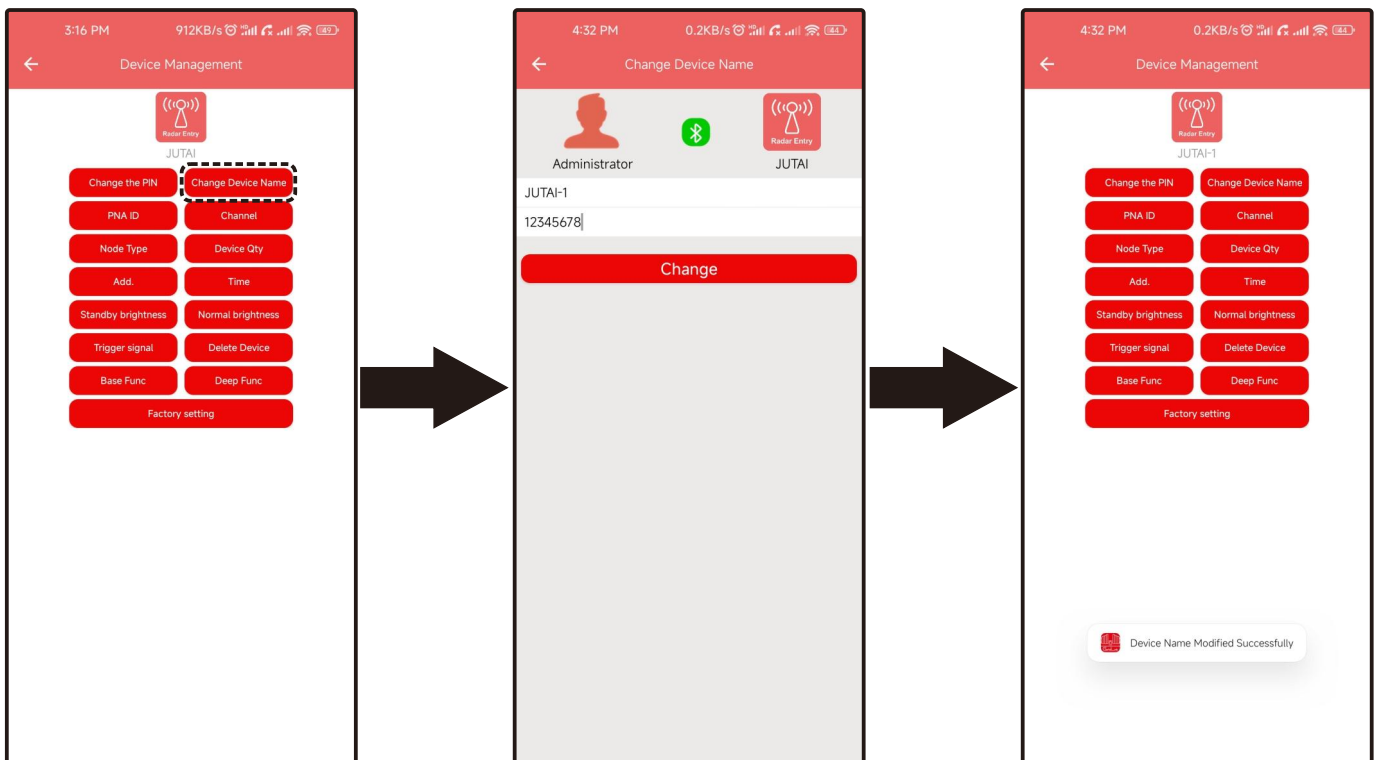 3:16 PM 912KB/s HD 49
Device Management
Radar Entry
JUTAI
Change the PIN Change Device Name
PNA ID Channel
Node Type Device Qty
Add. Time
Standby brightness Normal brightness
Trigger signal Delete Device
Base Func Deep Func
Factory setting
4:32 PM 0.2KB/s HD 44
Change Device Name
Radar Entry
Administrator JUTAI
JUTAI-1
12345678
Change
4:32 PM 0.2KB/s HD 44
Device Management
Radar Entry
JUTAI-1
Change the PIN Change Device Name
PNA ID Channel
Node Type Device Qty
Add. Time
Standby brightness Normal brightness
Trigger signal Delete Device
Base Func Deep Func
Factory setting
Device Name Modified Successfully